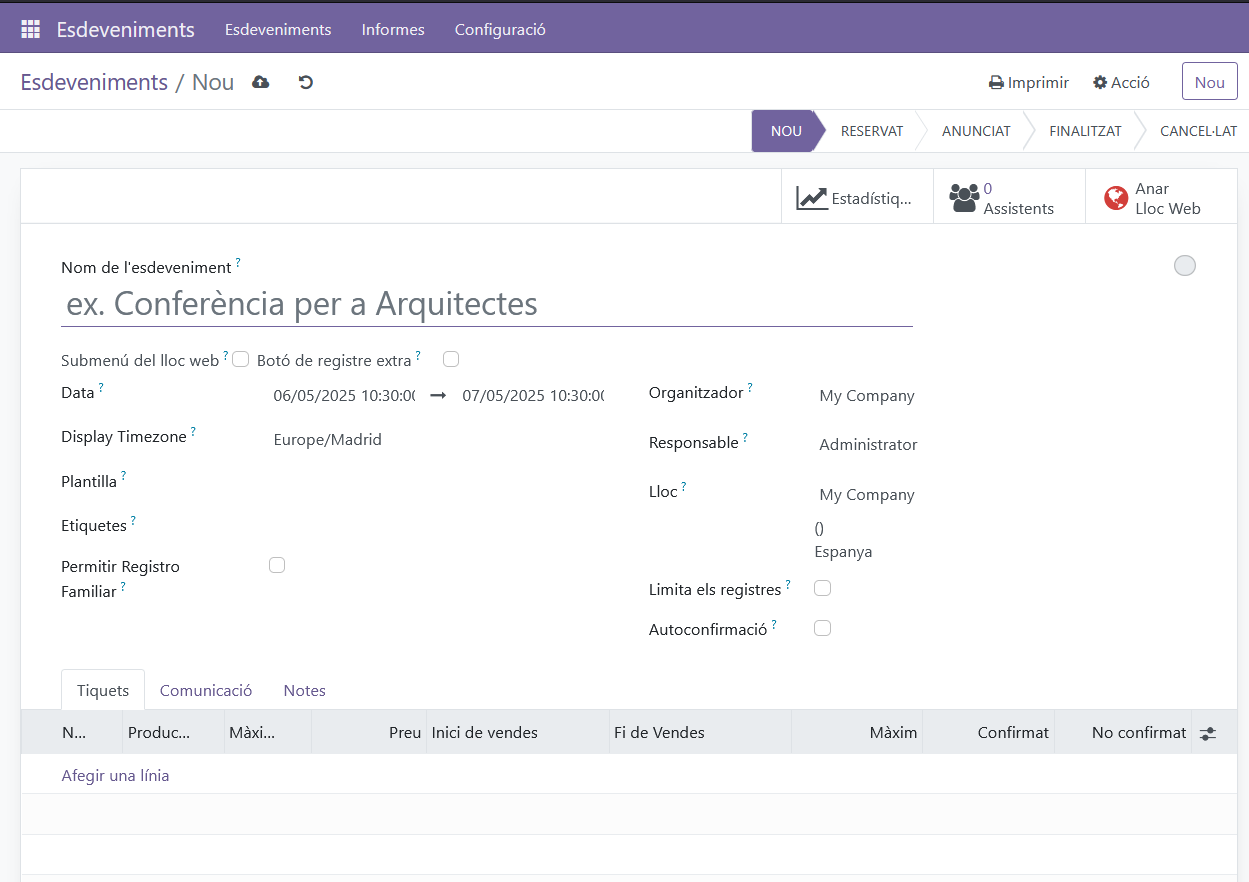 Esdeveniments Esdeveniments Informes Configuració
Esdeveniments / Nou Imprimir Acció Nou
NOU RESERVAT ANUNCIAT FINALITZAT CANCEL·LAT
Estadístiq... 0 Assistents Anar Lloc Web
Nom de l'esdeveniment ?
ex. Conferència per a Arquitectes
Submenú del lloc web ? Botó de registre extra ?
Data ? 06/05/2025 10:30:00 → 07/05/2025 10:30:00 Organitzador ? My Company
Display Timezone ? Europe/Madrid Responsable ? Administrator
Plantilla ? Lloc ? My Company
()
Etiquetes ? Espanya
Permitir Registro
Familiar ? Limita els registres ?
Autoconfirmació ?
Tiquets Comunicació Notes
N... Produc... Màxi... Preu Inici de vendes Fi de Vendes Màxim Confirmat No confirmat
Afegir una línia